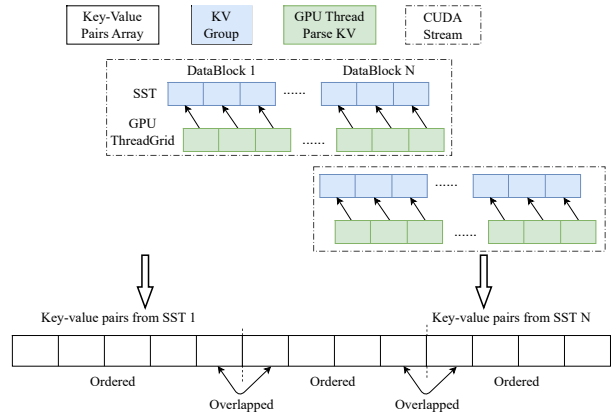 Key-Value
Pairs Array
KV
Group
GPU Thread
Parse KV
CUDA
Stream
DataBlock 1
DataBlock N
SST
......
GPU
ThreadGrid
......
......
......
Key-value pairs from SST 1
Key-value pairs from SST N
Ordered
Ordered
Ordered
Overlapped
Overlapped